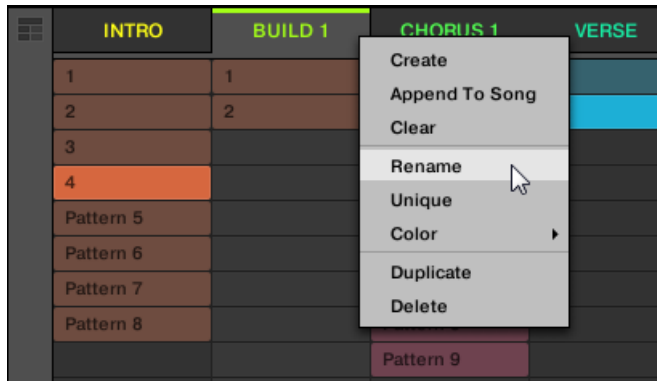 INTRO BUILD 1 CHORUS 1 VERSE
1 1
2 2
3
4
Pattern 5
Pattern 6
Pattern 7
Pattern 8
Create
Append To Song
Clear
Rename
Unique
Color
Duplicate
Delete
Pattern 9